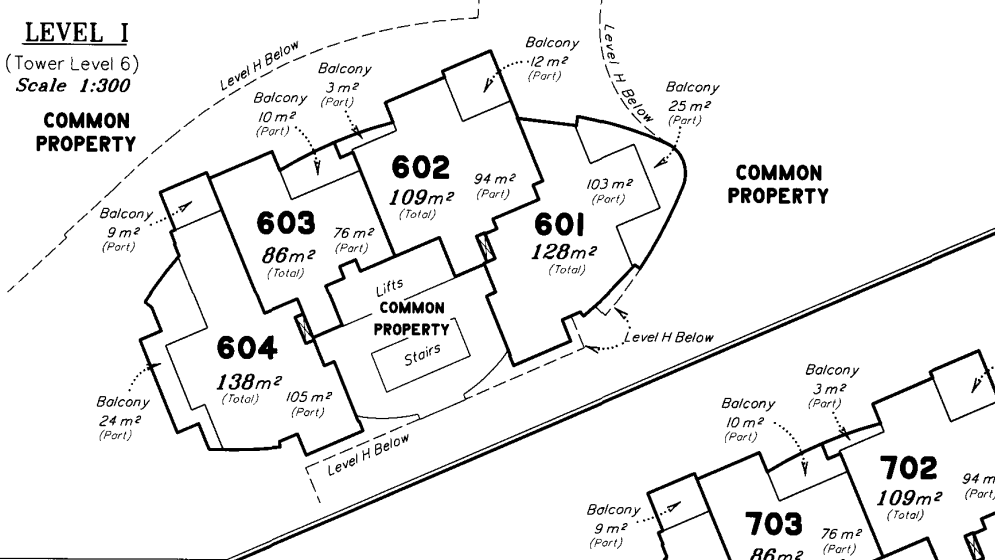 LEVEL I
(Tower Level 6)
Scale 1:300
COMMON
PROPERTY
Level H Below
Level H Below
Balcony
12 m²
(Part)
Balcony
3 m²
(Part)
Balcony
10 m²
(Part)
Balcony
25 m²
(Part)
602
109m²
(Total)
94 m²
(Part)
103 m²
(Part)
COMMON
PROPERTY
Balcony
9 m²
(Part)
603
86m²
(Total)
76 m²
(Part)
601
128m²
(Total)
Lifts
COMMON
PROPERTY
Stairs
Level H Below
604
138m²
(Total)
105 m²
(Part)
Balcony
24 m²
(Part)
Level H Below
Balcony
3 m²
(Part)
Balcony
10 m²
(Part)
702
109m²
(Total)
94 m
(Part)
Balcony
9 m²
(Part)
703
86m²
76 m²
(Part)